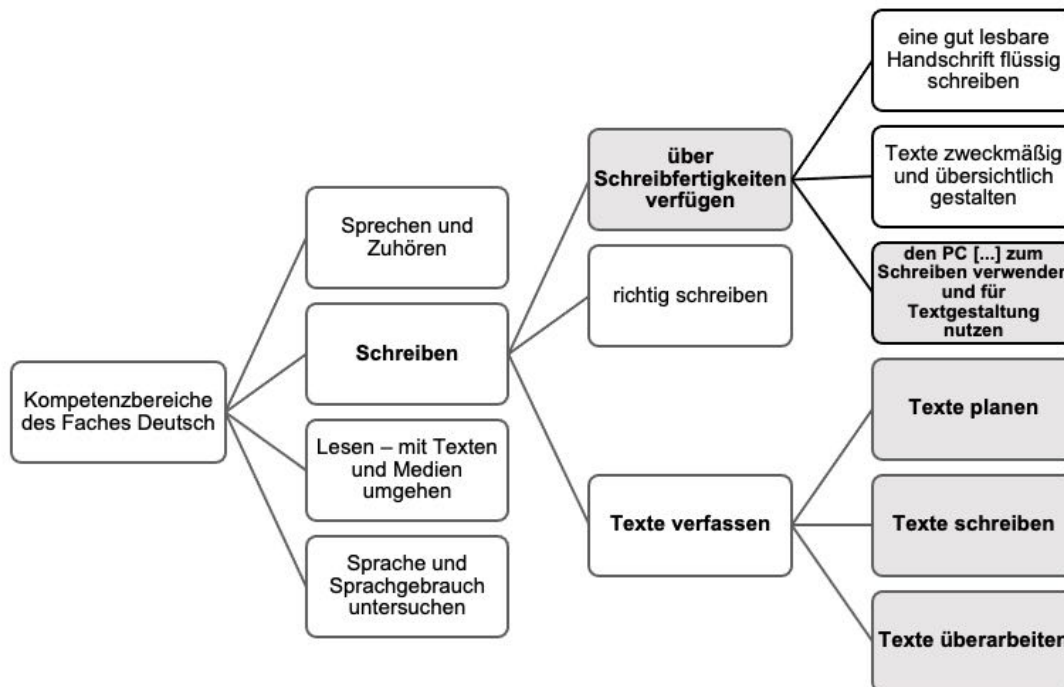 Kompetenzbereiche
des Faches Deutsch
Sprechen und
Zuhören
Schreiben
Lesen – mit Texten
und Medien
umgehen
Sprache und
Sprachgebrauch
untersuchen
über
Schreibfertigkeiten
verfügen
richtig schreiben
Texte verfassen
eine gut lesbare
Handschrift flüssig
schreiben
Texte zweckmäßig
und übersichtlich
gestalten
den PC [...] zum
Schreiben verwenden
und für
Textgestaltung
nutzen
Texte planen
Texte schreiben
Texte überarbeiten